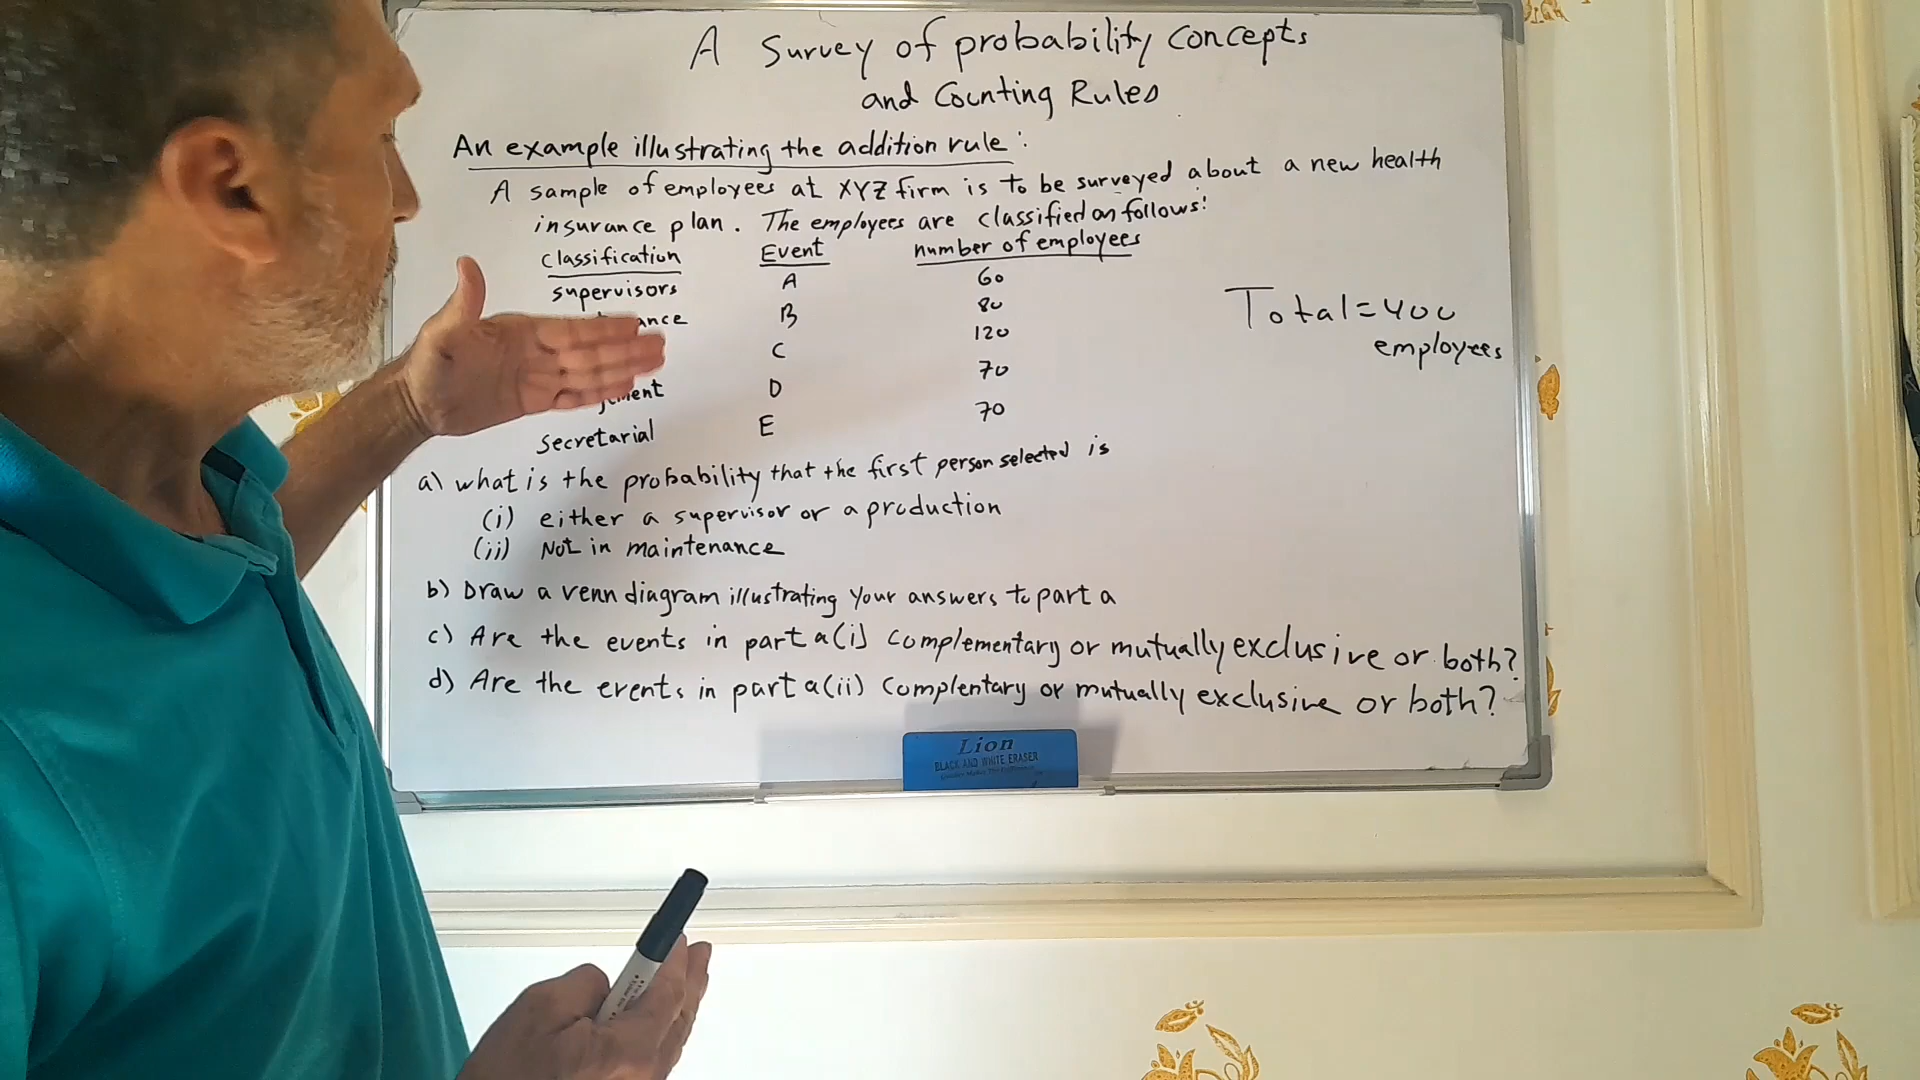 A Survey of probability concepts
and Counting Rules
An example illustrating the addition rule:
A sample of employees at XYZ firm is to be surveyed about a new health
insurance plan. The employees are classified as follows:
classification Event number of employees
supervisors A 60
B 80
C 120
D 70
Secretarial E 70
Total=400
employees
a) what is the probability that the first person selected is
(i) either a supervisor or a production
(ii) Not in maintenance
b) Draw a venn diagram illustrating your answers to part a
c) Are the events in part a(i) complementary or mutually exclusive or both?
d) Are the events in part a(ii) complentary or mutually exclusive or both?
Lion
BLACK AND WHITE ERASER